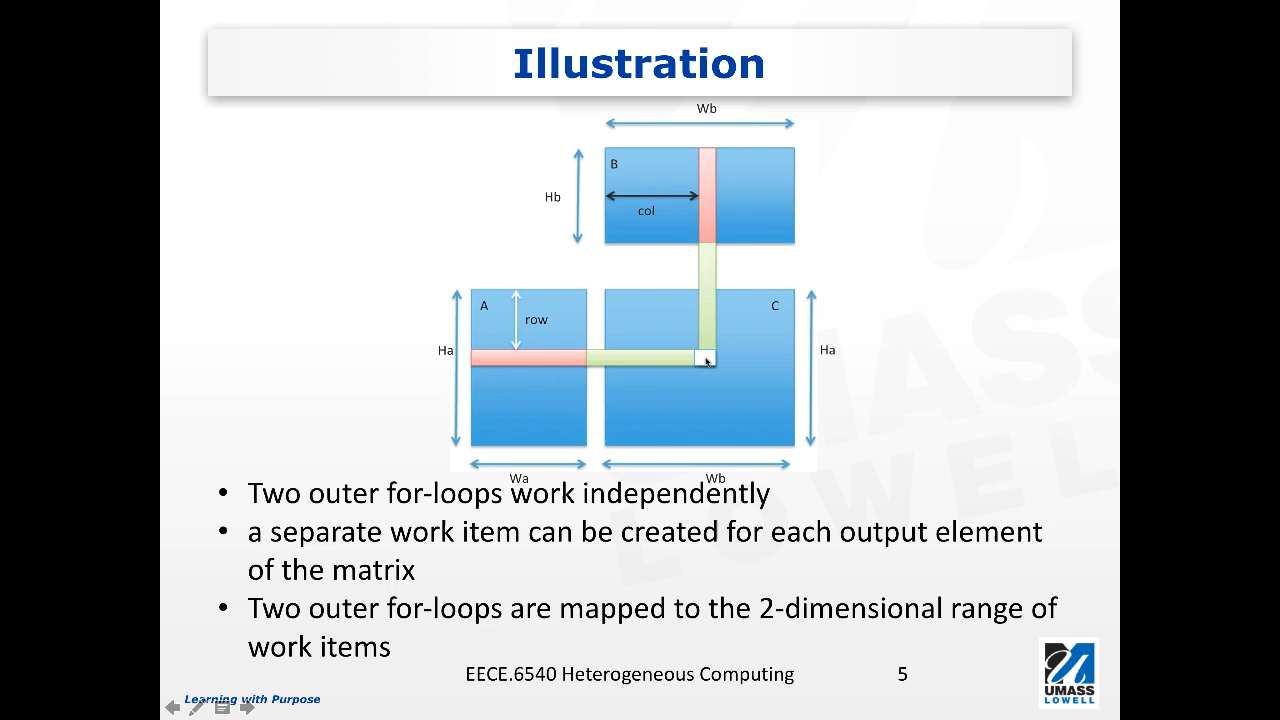 Illustration
Wb
B
Hb
col
A
C
row
Ha
Ha
Wa
Wb
• Two outer for-loops work independently
• a separate work item can be created for each output element
of the matrix
• Two outer for-loops are mapped to the 2-dimensional range of
work items
EECE.6540 Heterogeneous Computing
5
Learning with Purpose
UMASS
LOWELL